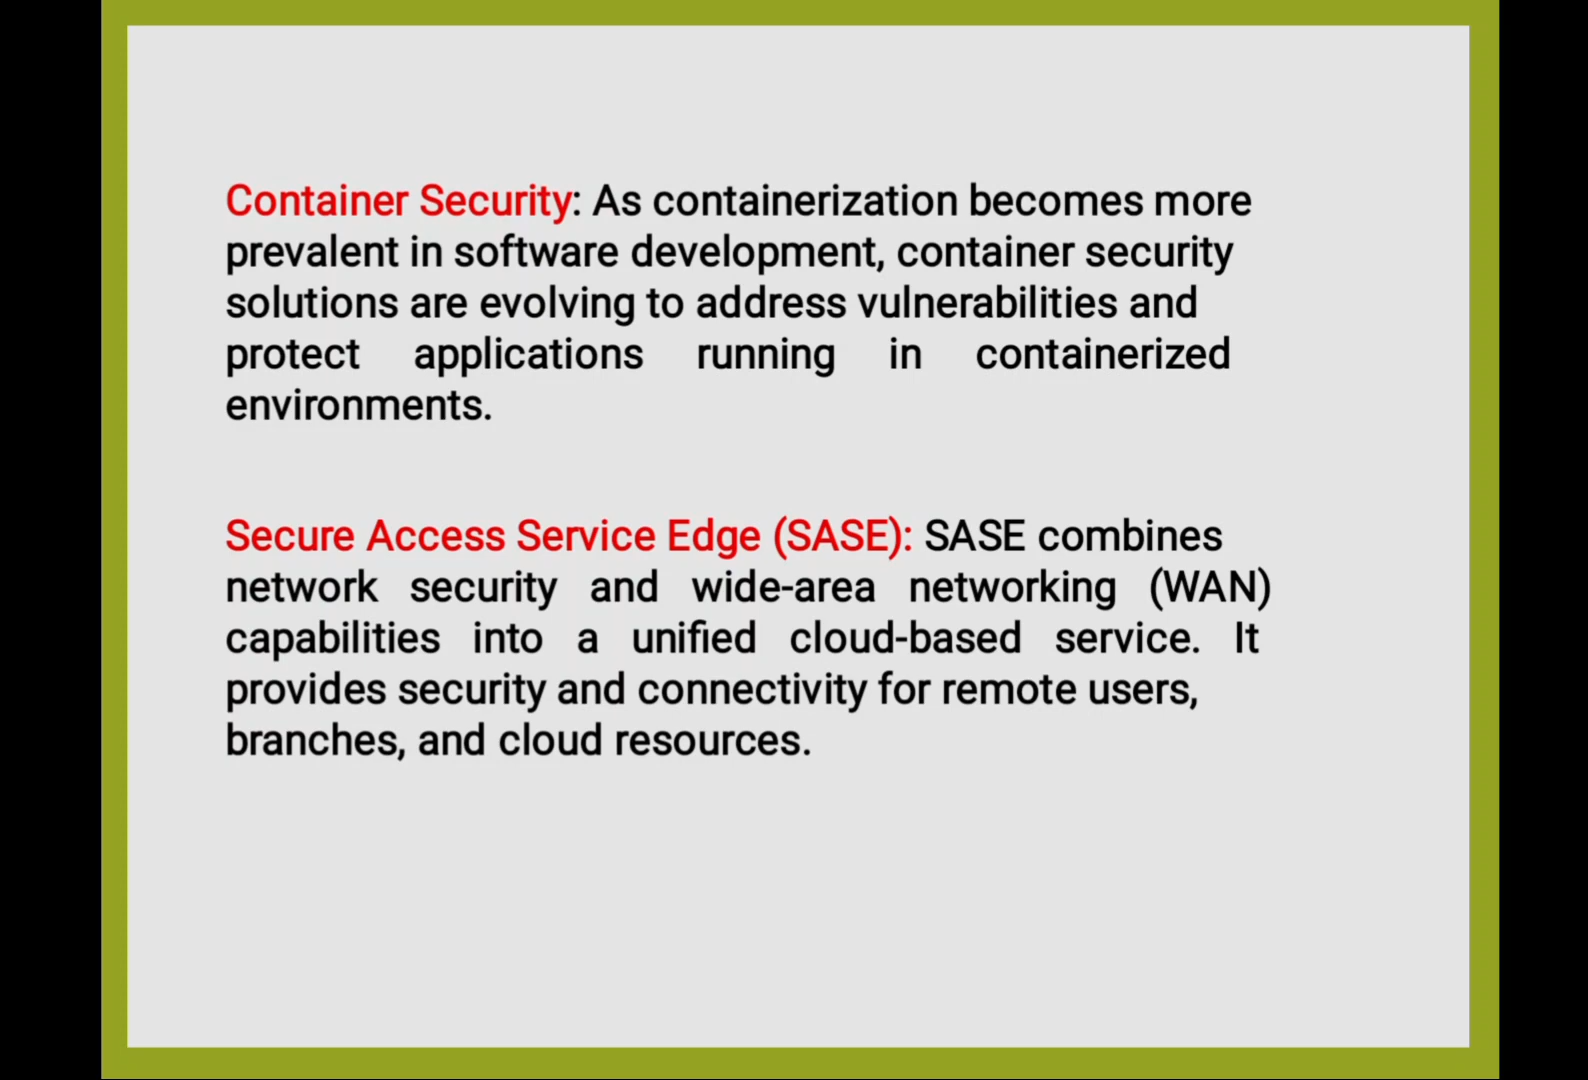 Container Security: As containerization becomes more
prevalent in software development, container security
solutions are evolving to address vulnerabilities and
protect applications running in containerized
environments.
Secure Access Service Edge (SASE): SASE combines
network security and wide-area networking (WAN)
capabilities into a unified cloud-based service. It
provides security and connectivity for remote users,
branches, and cloud resources.